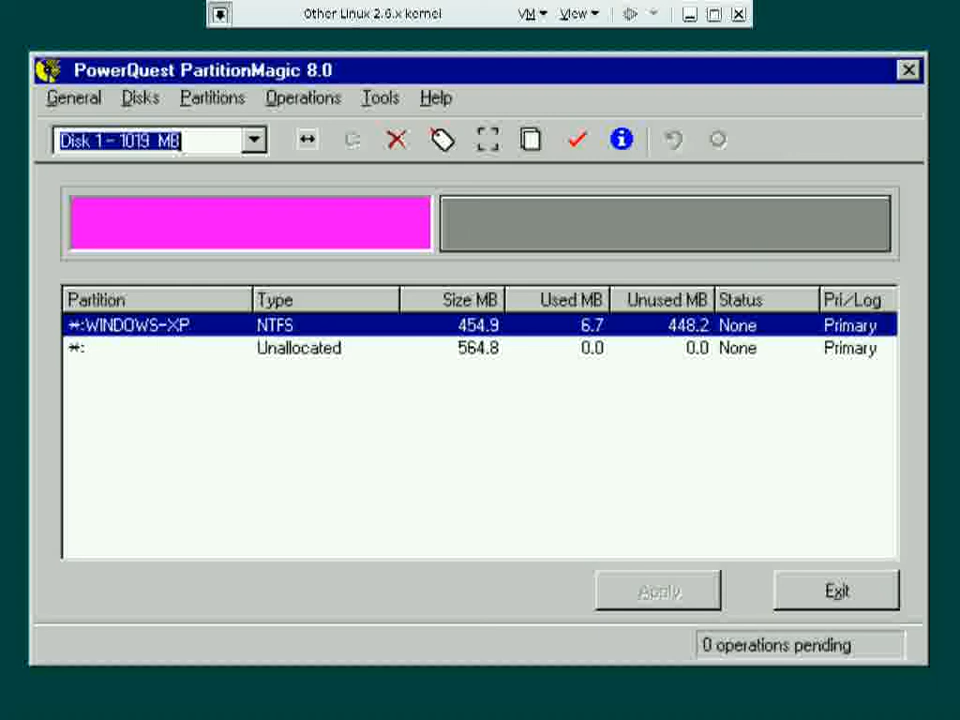 Other Linux 2.6.x kernel VM View
PowerQuest PartitionMagic 8.0
General Disks Partitions Operations Tools Help
Disk 1 - 1019 MB
Partition Type Size MB Used MB Unused MB Status Pri/Log
*:WINDOWS-XP NTFS 454.9 6.7 448.2 None Primary
*: Unallocated 564.8 0.0 0.0 None Primary
Apply Exit
0 operations pending